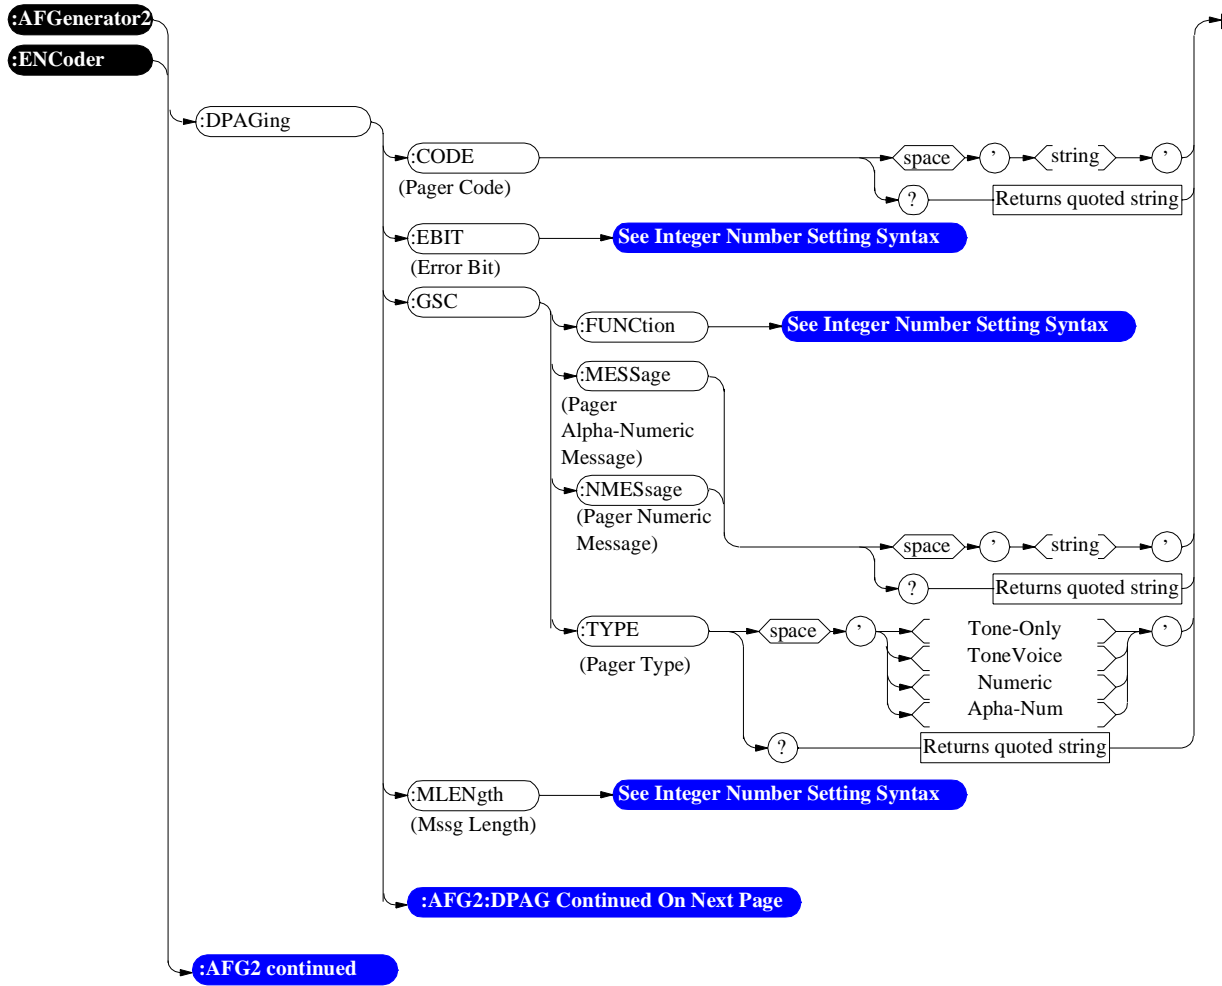 :AFGenerator2
:ENCoder
:DPAGing
:CODE
(Pager Code)
space ’ string ’
? Returns quoted string
:EBIT
(Error Bit)
See Integer Number Setting Syntax
:GSC
:FUNCtion
See Integer Number Setting Syntax
:MESSage
(Pager
Alpha-Numeric
Message)
:NMESsage
(Pager Numeric
Message)
space ’ string ’
? Returns quoted string
:TYPE
(Pager Type)
space ’ Tone-Only ’
ToneVoice
Numeric
Apha-Num
? Returns quoted string
:MLENgth
(Mssg Length)
See Integer Number Setting Syntax
:AFG2:DPAG Continued On Next Page
:AFG2 continued